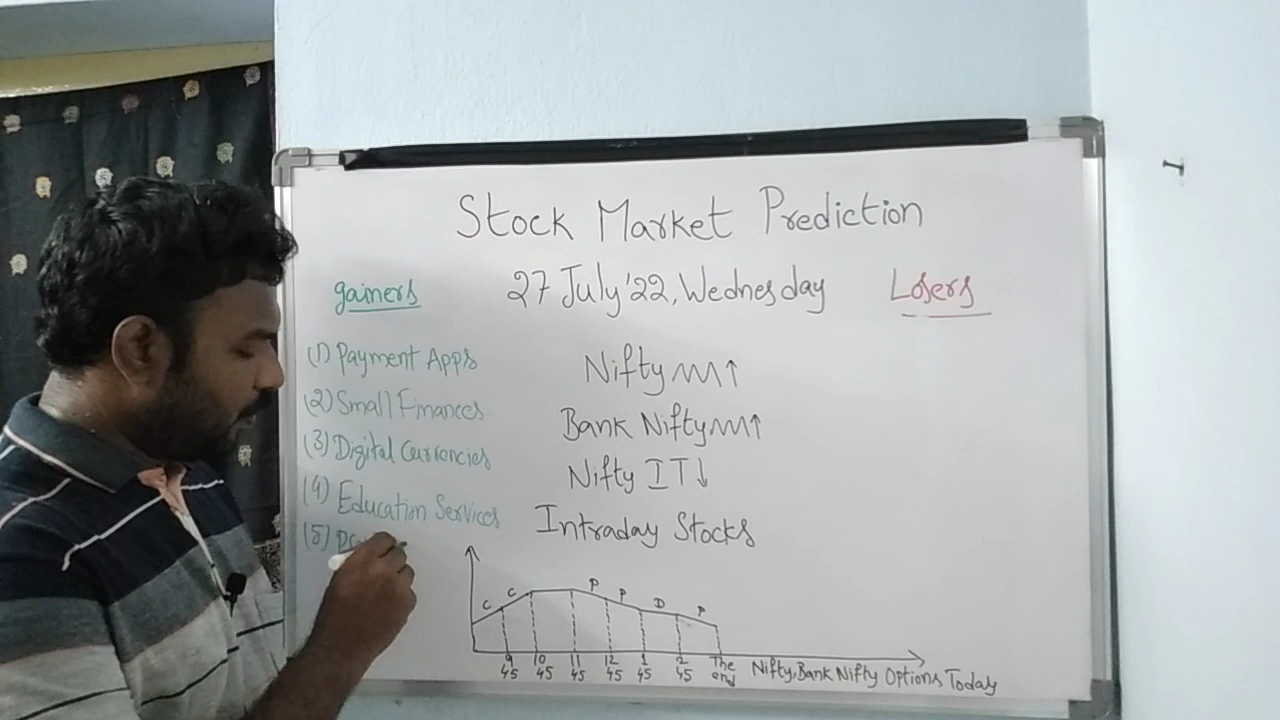 Stock Market Prediction
27 July '22, Wednesday
gainers
(1) Payment Apps
(2) Small Finances
(3) Digital Currencies
(4) Education Services
(5)
Nifty ↑
Bank Nifty ↑
Nifty IT ↓
Intraday Stocks
Losers
C C P P D P
9 45 10 45 11 45 12 45 1 45 2 45 The end
Nifty, Bank Nifty Options Today